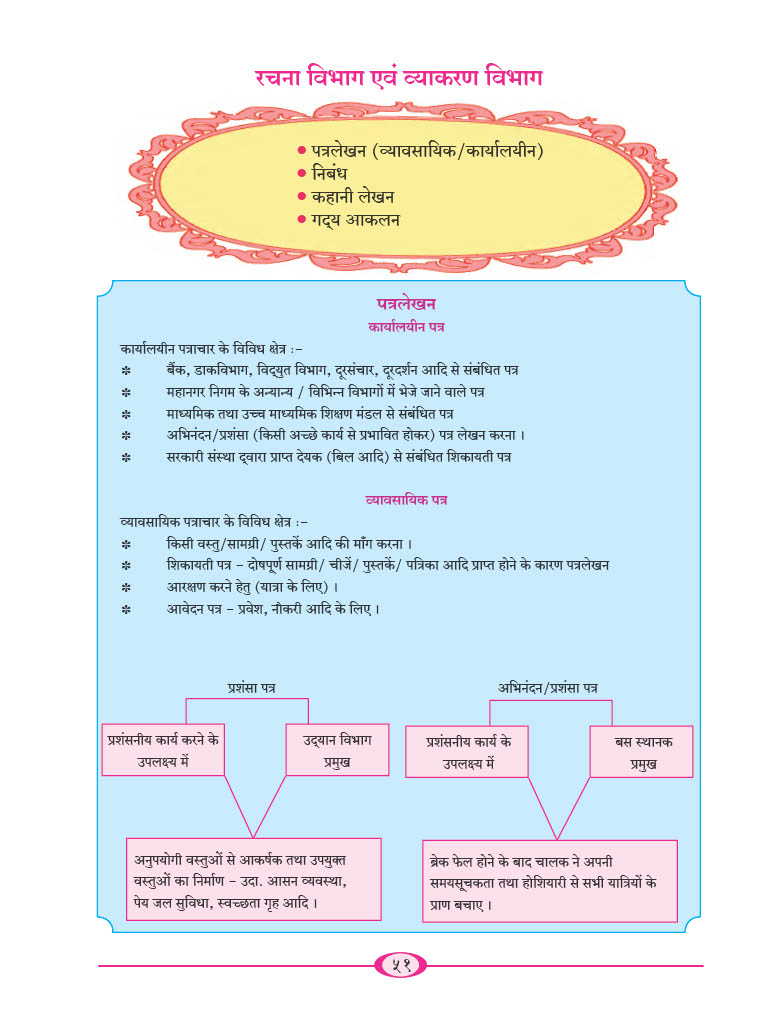 रचना विभाग एवं व्याकरण विभाग
● पत्रलेखन (व्यावसायिक/कार्यालयीन)
● निबंध
● कहानी लेखन
● गद्य आकलन
पत्रलेखन
कार्यालयीन पत्र
कार्यालयीन पत्राचार के विविध क्षेत्र :-
✽ बैंक, डाकविभाग, विद्युत विभाग, दूरसंचार, दूरदर्शन आदि से संबंधित पत्र
✽ महानगर निगम के अन्यान्य / विभिन्न विभागों में भेजे जाने वाले पत्र
✽ माध्यमिक तथा उच्च माध्यमिक शिक्षण मंडल से संबंधित पत्र
✽ अभिनंदन/प्रशंसा (किसी अच्छे कार्य से प्रभावित होकर) पत्र लेखन करना ।
✽ सरकारी संस्था द्वारा प्राप्त देयक (बिल आदि) से संबंधित शिकायती पत्र
व्यावसायिक पत्र
व्यावसायिक पत्राचार के विविध क्षेत्र :-
✽ किसी वस्तु/सामग्री/ पुस्तकें आदि की माँग करना ।
✽ शिकायती पत्र - दोषपूर्ण सामग्री/ चीजें/ पुस्तकें/ पत्रिका आदि प्राप्त होने के कारण पत्रलेखन
✽ आरक्षण करने हेतु (यात्रा के लिए) ।
✽ आवेदन पत्र - प्रवेश, नौकरी आदि के लिए ।
प्रशंसा पत्र
प्रशंसनीय कार्य करने के
उपलक्ष्य में
उद्यान विभाग
प्रमुख
अनुपयोगी वस्तुओं से आकर्षक तथा उपयुक्त
वस्तुओं का निर्माण - उदा. आसन व्यवस्था,
पेय जल सुविधा, स्वच्छता गृह आदि ।
अभिनंदन/प्रशंसा पत्र
प्रशंसनीय कार्य के
उपलक्ष्य में
बस स्थानक
प्रमुख
ब्रेक फेल होने के बाद चालक ने अपनी
समयसूचकता तथा होशियारी से सभी यात्रियों के
प्राण बचाए ।
५१